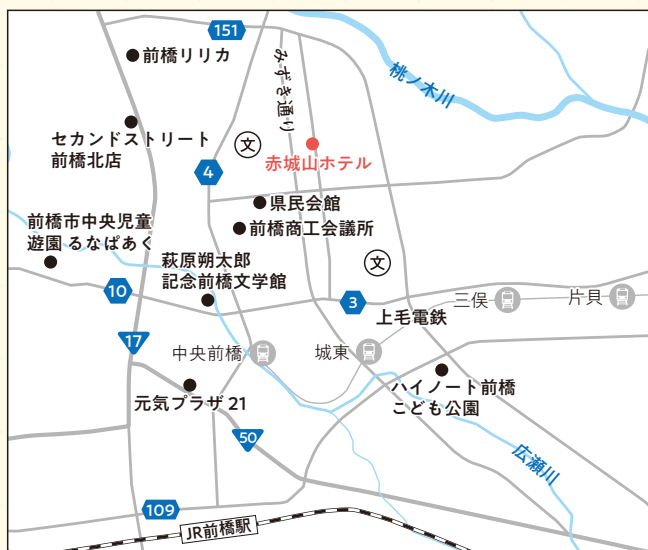 151
前橋リリカ
みずき通り
桃ノ木川
セカンドストリート
前橋北店
文
赤城山ホテル
4
県民会館
前橋商工会議所
前橋市中央児童
遊園 るなぱあく
萩原朔太郎
記念前橋文学館
文
10
3
三俣
片貝
上毛電鉄
17
中央前橋
城東
ハイノート前橋
こども公園
元気プラザ 21
50
広瀬川
109
JR前橋駅